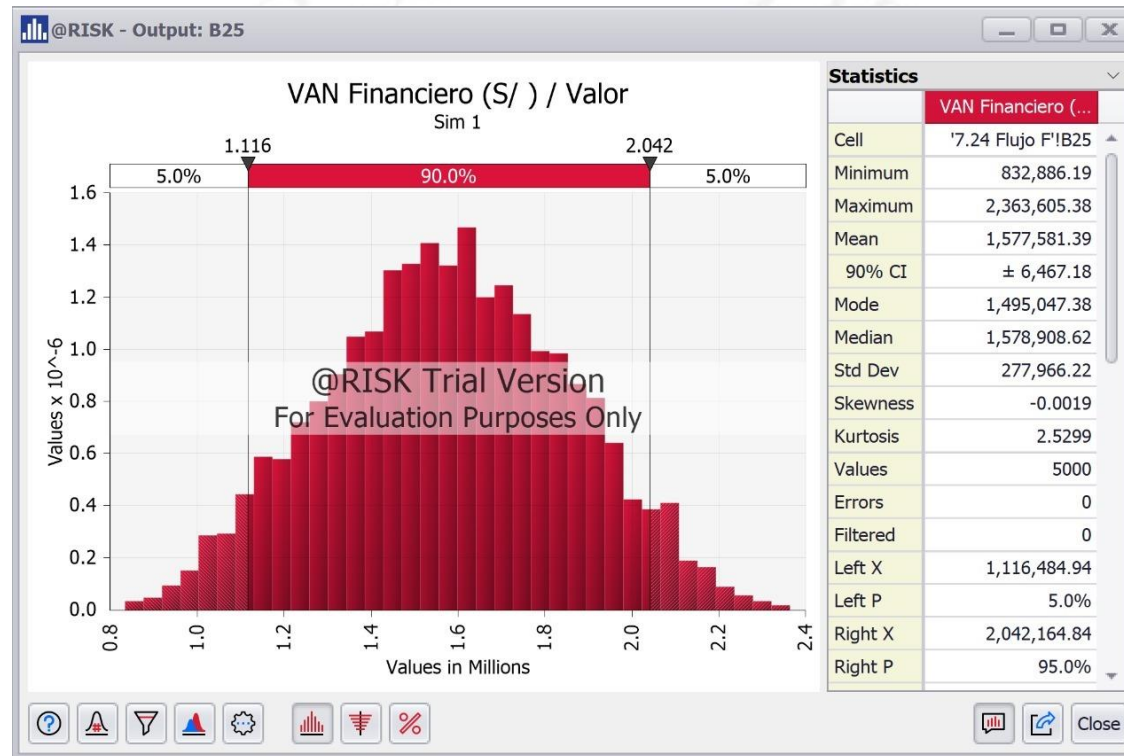 @RISK - Output: B25
VAN Financiero (S/ ) / Valor
Sim 1
1.116 2.042
5.0% 90.0% 5.0%
1.6
1.4
1.2
1.0
0.8
0.6
0.4
0.2
0.0
Values x 10^-6
@RISK Trial Version
For Evaluation Purposes Only
0.8 1.0 1.2 1.4 1.6 1.8 2.0 2.2 2.4
Values in Millions
Statistics
VAN Financiero (...
Cell '7.24 Flujo F'!B25
Minimum 832,886.19
Maximum 2,363,605.38
Mean 1,577,581.39
90% CI ± 6,467.18
Mode 1,495,047.38
Median 1,578,908.62
Std Dev 277,966.22
Skewness -0.0019
Kurtosis 2.5299
Values 5000
Errors 0
Filtered 0
Left X 1,116,484.94
Left P 5.0%
Right X 2,042,164.84
Right P 95.0%
Close